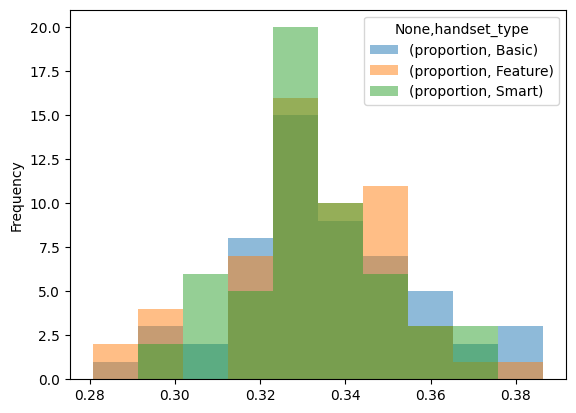 None,handset_type
(proportion, Basic)
(proportion, Feature)
(proportion, Smart)
Frequency
20.0
17.5
15.0
12.5
10.0
7.5
5.0
2.5
0.0
0.28 0.30 0.32 0.34 0.36 0.38